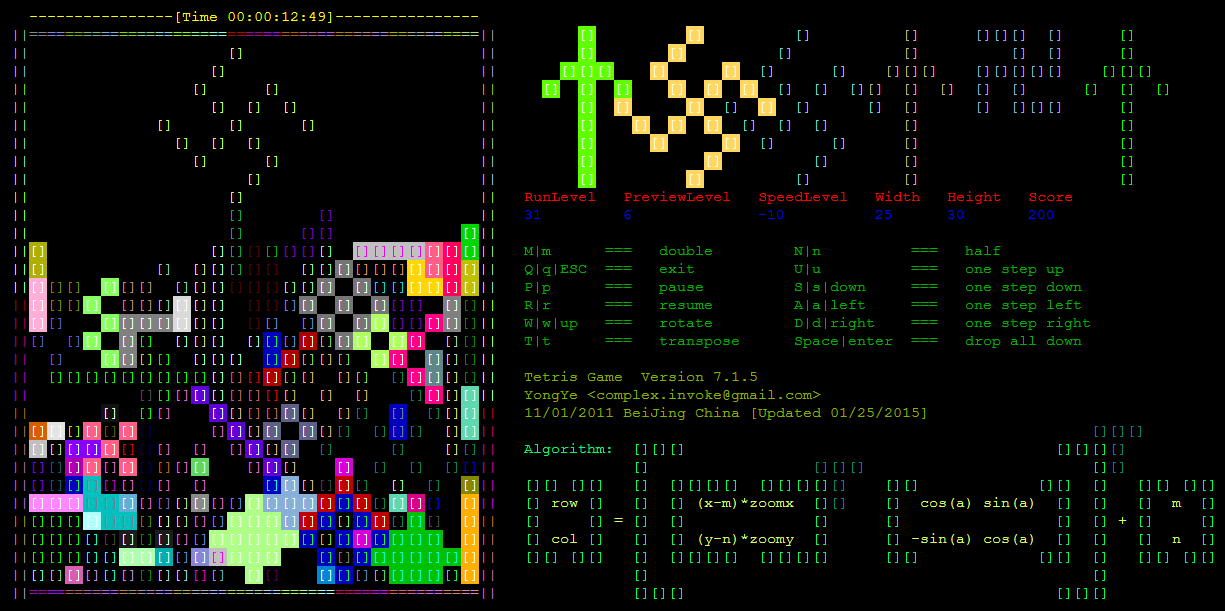 ----------------[Time 00:00:12:49]----------------
RunLevel PreviewLevel SpeedLevel Width Height Score
31 6 -10 25 30 200
M|m === double N|n === half
Q|q|ESC === exit U|u === one step up
P|p === pause S|s|down === one step down
R|r === resume A|a|left === one step left
W|w|up === rotate D|d|right === one step right
T|t === transpose Space|enter === drop all down
Tetris Game Version 7.1.5
YongYe <complex.invoke@gmail.com>
11/01/2011 BeiJing China [Updated 01/25/2015]
Algorithm:
row (x-m)*zoomx cos(a) sin(a) m
= +
col (y-n)*zoomy -sin(a) cos(a) n